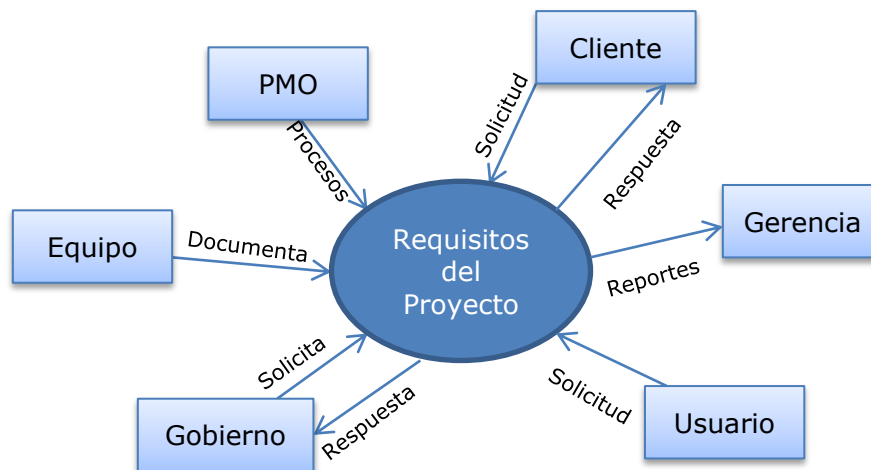 Cliente
PMO
Solicitud
Procesos
Respuesta
Equipo
Documenta
Requisitos
del
Proyecto
Gerencia
Reportes
Solicita
Solicitud
Gobierno
Respuesta
Usuario